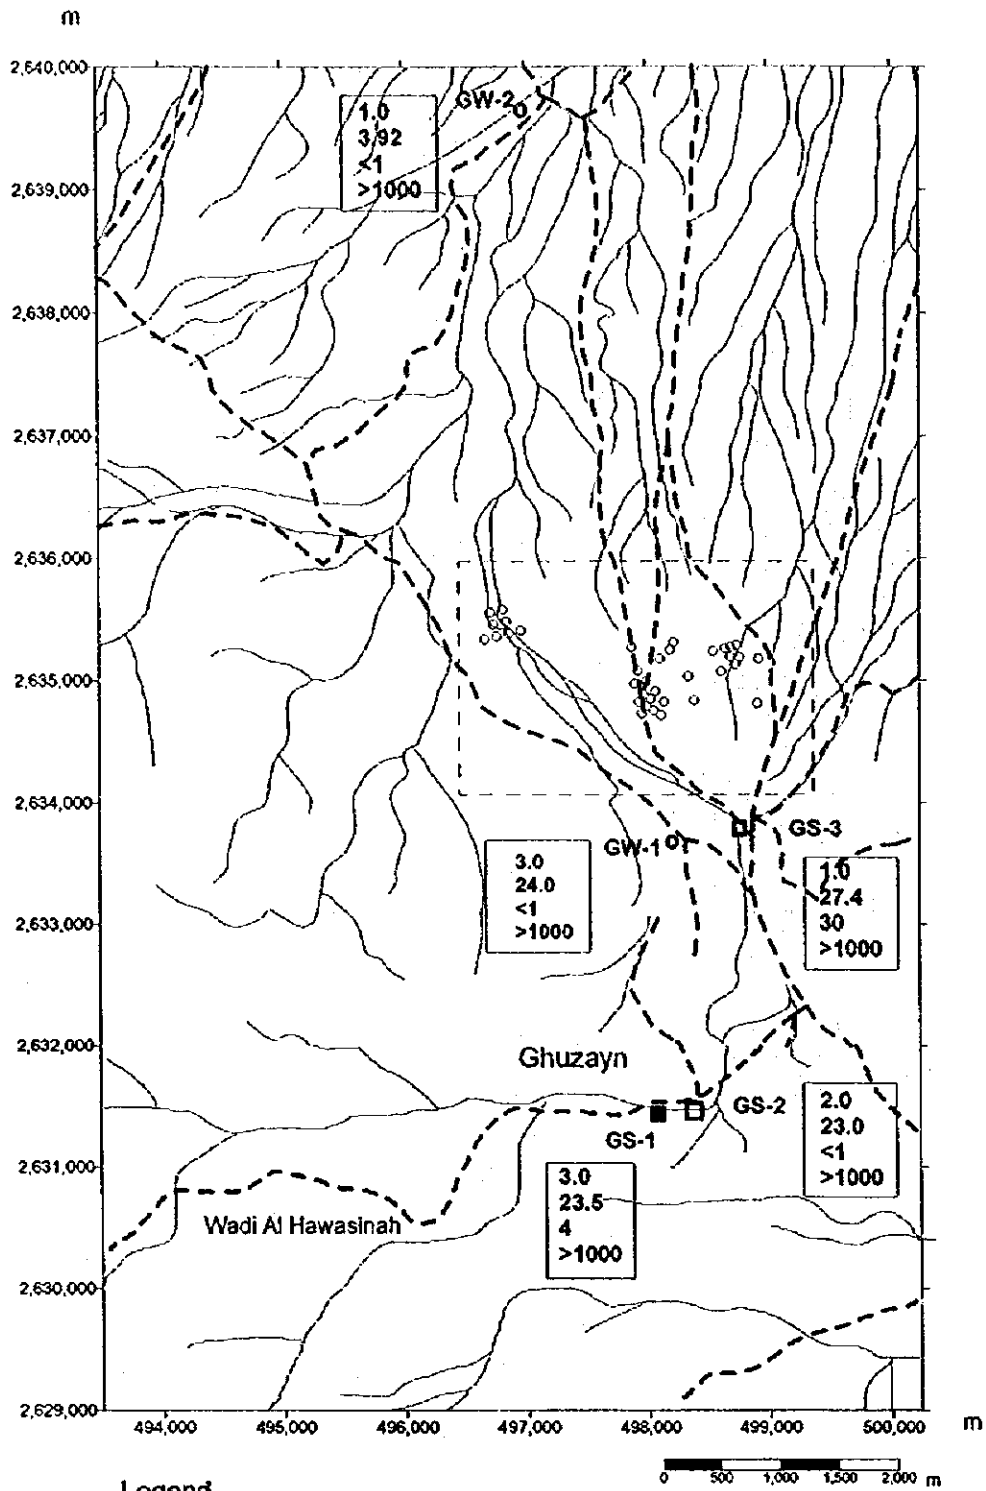 m
2,640,000
GW-2
1.0
3.92
<1
>1000
2,639,000
2,638,000
2,637,000
2,636,000
2,635,000
2,634,000
GS-3
GW-1
3.0
24.0
<1
>1000
1.0
27.4
30
>1000
2,633,000
2,632,000
Ghuzayn
GS-2
GS-1
2.0
23.0
<1
>1000
2,631,000
3.0
23.5
4
>1000
Wadi Al Hawasinah
2,630,000
2,629,000
494,000 495,000 496,000 497,000 498,000 499,000 500,000 m
0 500 1,000 1,500 2,000 m
Legend